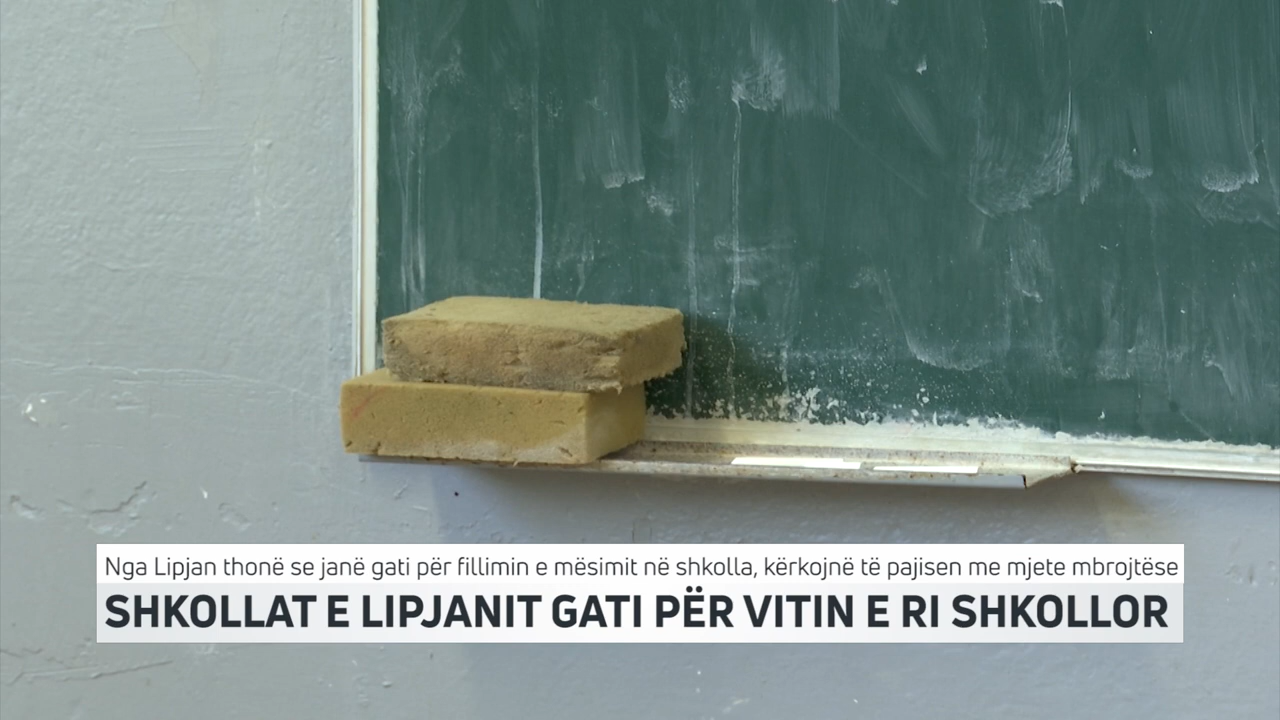 Nga Lipjan thonë se janë gati për fillimin e mësimit në shkolla, kërkojnë të pajisen me mjete mbrojtëse
SHKOLLAT E LIPJANIT GATI PËR VITIN E RI SHKOLLOR